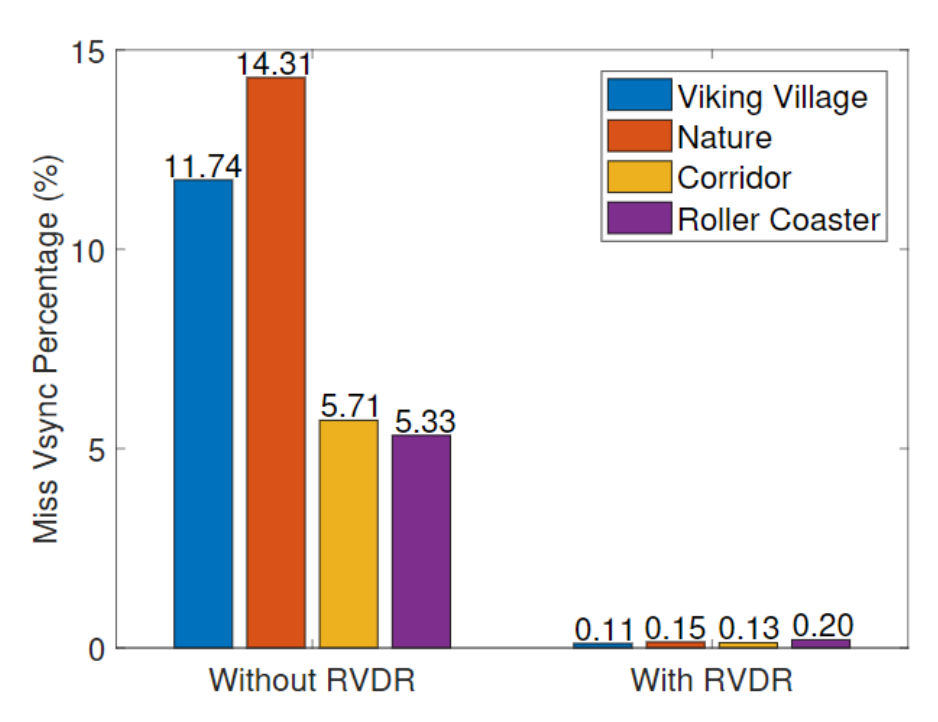 Miss Vsync Percentage (%)
15
10
5
0
11.74
14.31
5.71
5.33
0.11
0.15
0.13
0.20
Without RVDR
With RVDR
Viking Village
Nature
Corridor
Roller Coaster